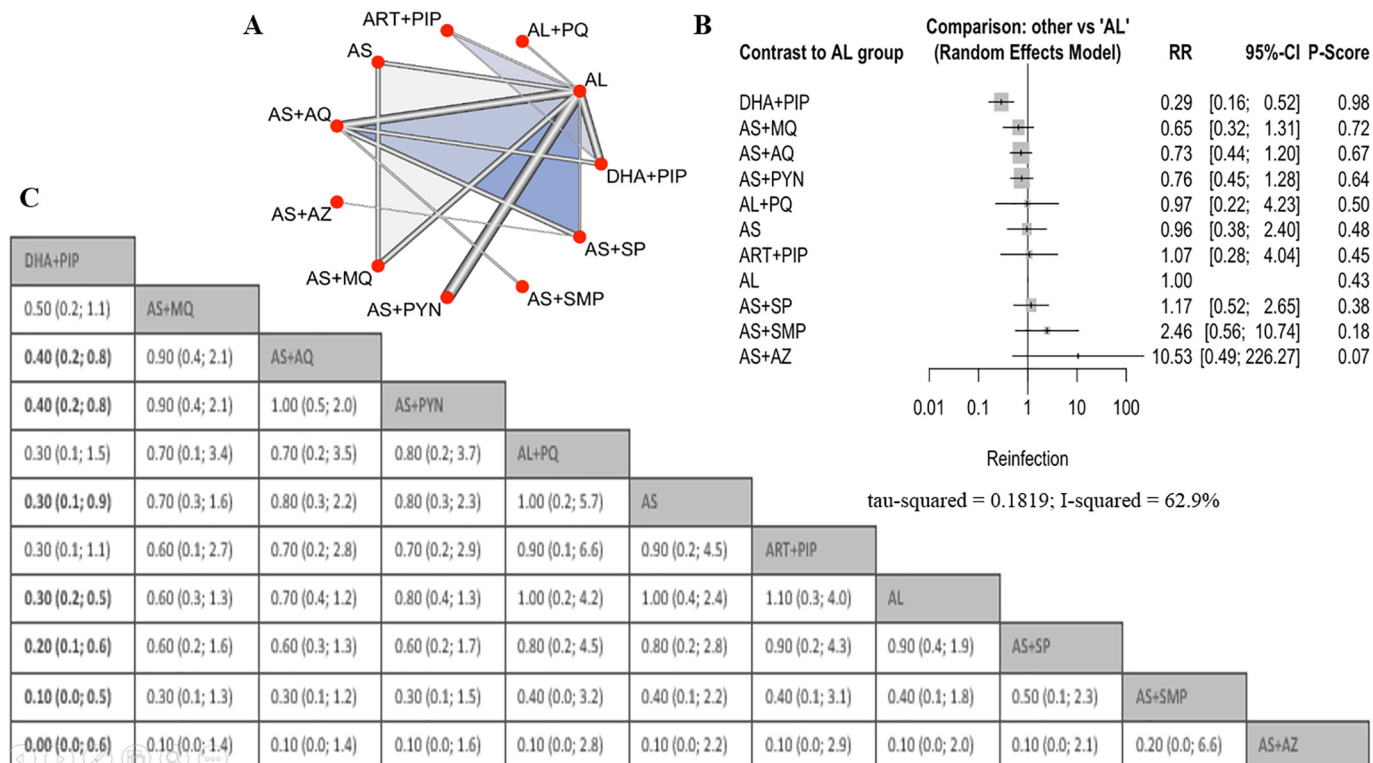 A
ART+PIP
AL+PQ
AS
AL
AS+AQ
DHA+PIP
AS+AZ
AS+SP
AS+MQ
AS+PYN
AS+SMP
B
Comparison: other vs 'AL'
Contrast to AL group (Random Effects Model) RR 95%-CI P-Score
DHA+PIP 0.29 [0.16; 0.52] 0.98
AS+MQ 0.65 [0.32; 1.31] 0.72
AS+AQ 0.73 [0.44; 1.20] 0.67
AS+PYN 0.76 [0.45; 1.28] 0.64
AL+PQ 0.97 [0.22; 4.23] 0.50
AS 0.96 [0.38; 2.40] 0.48
ART+PIP 1.07 [0.28; 4.04] 0.45
AL 1.00 0.43
AS+SP 1.17 [0.52; 2.65] 0.38
AS+SMP 2.46 [0.56; 10.74] 0.18
AS+AZ 10.53 [0.49; 226.27] 0.07
0.01 0.1 1 10 100
Reinfection
tau-squared = 0.1819; I-squared = 62.9%
C
DHA+PIP
0.50 (0.2; 1.1) AS+MQ
0.40 (0.2; 0.8) 0.90 (0.4; 2.1) AS+AQ
0.40 (0.2; 0.8) 0.90 (0.4; 2.1) 1.00 (0.5; 2.0) AS+PYN
0.30 (0.1; 1.5) 0.70 (0.1; 3.4) 0.70 (0.2; 3.5) 0.80 (0.2; 3.7) AL+PQ
0.30 (0.1; 0.9) 0.70 (0.3; 1.6) 0.80 (0.3; 2.2) 0.80 (0.3; 2.3) 1.00 (0.2; 5.7) AS
0.30 (0.1; 1.1) 0.60 (0.1; 2.7) 0.70 (0.2; 2.8) 0.70 (0.2; 2.9) 0.90 (0.1; 6.6) 0.90 (0.2; 4.5) ART+PIP
0.30 (0.2; 0.5) 0.60 (0.3; 1.3) 0.70 (0.4; 1.2) 0.80 (0.4; 1.3) 1.00 (0.2; 4.2) 1.00 (0.4; 2.4) 1.10 (0.3; 4.0) AL
0.20 (0.1; 0.6) 0.60 (0.2; 1.6) 0.60 (0.3; 1.3) 0.60 (0.2; 1.7) 0.80 (0.2; 4.5) 0.80 (0.2; 2.8) 0.90 (0.2; 4.3) 0.90 (0.4; 1.9) AS+SP
0.10 (0.0; 0.5) 0.30 (0.1; 1.3) 0.30 (0.1; 1.2) 0.30 (0.1; 1.5) 0.40 (0.0; 3.2) 0.40 (0.1; 2.2) 0.40 (0.1; 3.1) 0.40 (0.1; 1.8) 0.50 (0.1; 2.3) AS+SMP
0.00 (0.0; 0.6) 0.10 (0.0; 1.4) 0.10 (0.0; 1.4) 0.10 (0.0; 1.6) 0.10 (0.0; 2.8) 0.10 (0.0; 2.2) 0.10 (0.0; 2.9) 0.10 (0.0; 2.0) 0.10 (0.0; 2.1) 0.20 (0.0; 6.6) AS+AZ